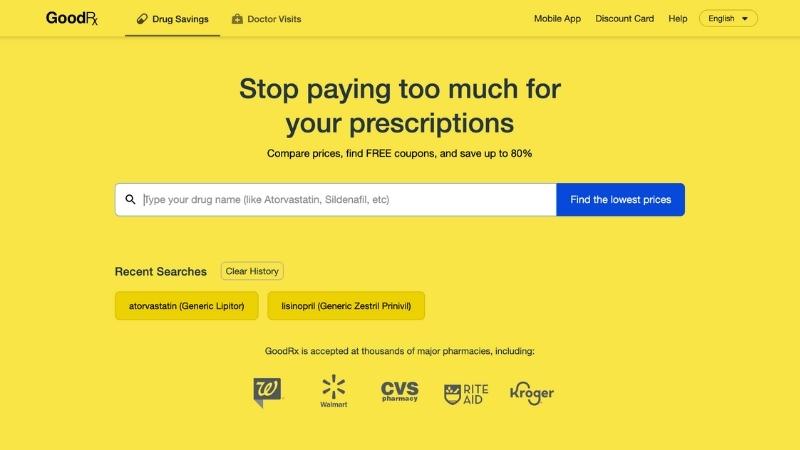 GoodRx Drug Savings Doctor Visits Mobile App Discount Card Help English
Stop paying too much for
your prescriptions
Compare prices, find FREE coupons, and save up to 80%
Type your drug name (like Atorvastatin, Sildenafil, etc) Find the lowest prices
Recent Searches Clear History
atorvastatin (Generic Lipitor) lisinopril (Generic Zestril Prinivil)
GoodRx is accepted at thousands of major pharmacies, including:
W Walmart CVS pharmacy RITE AID Kroger